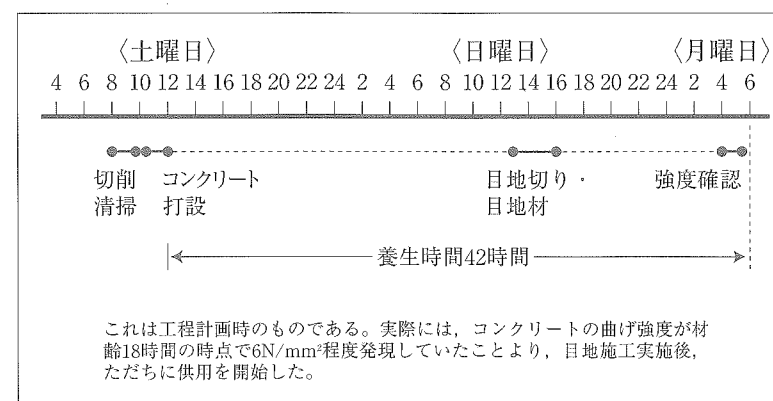 〈土曜日〉 〈日曜日〉 〈月曜日〉
4 6 8 10 12 14 16 18 20 22 24 2 4 6 8 10 12 14 16 18 20 22 24 2 4 6
切削 コンクリート 目地切り・ 強度確認
清掃 打設 目地材
養生時間42時間
これは工程計画時のものである。実際には，コンクリートの曲げ強度が材
齢18時間の時点で6N/mm²程度発現していたことより，目地施工実施後，
ただちに供用を開始した。